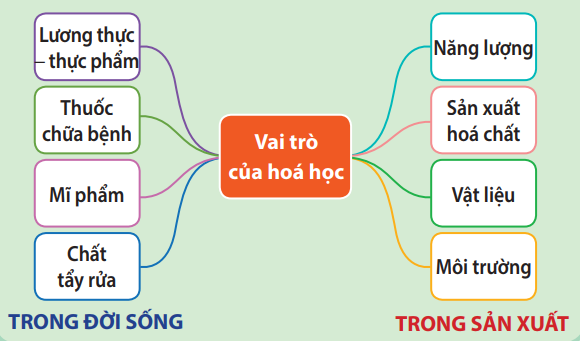 Lương thực
– thực phẩm
Thuốc
chữa bệnh
Mĩ phẩm
Chất
tẩy rửa
TRONG ĐỜI SỐNG
Vai trò
của hoá học
Năng lượng
Sản xuất
hoá chất
Vật liệu
Môi trường
TRONG SẢN XUẤT